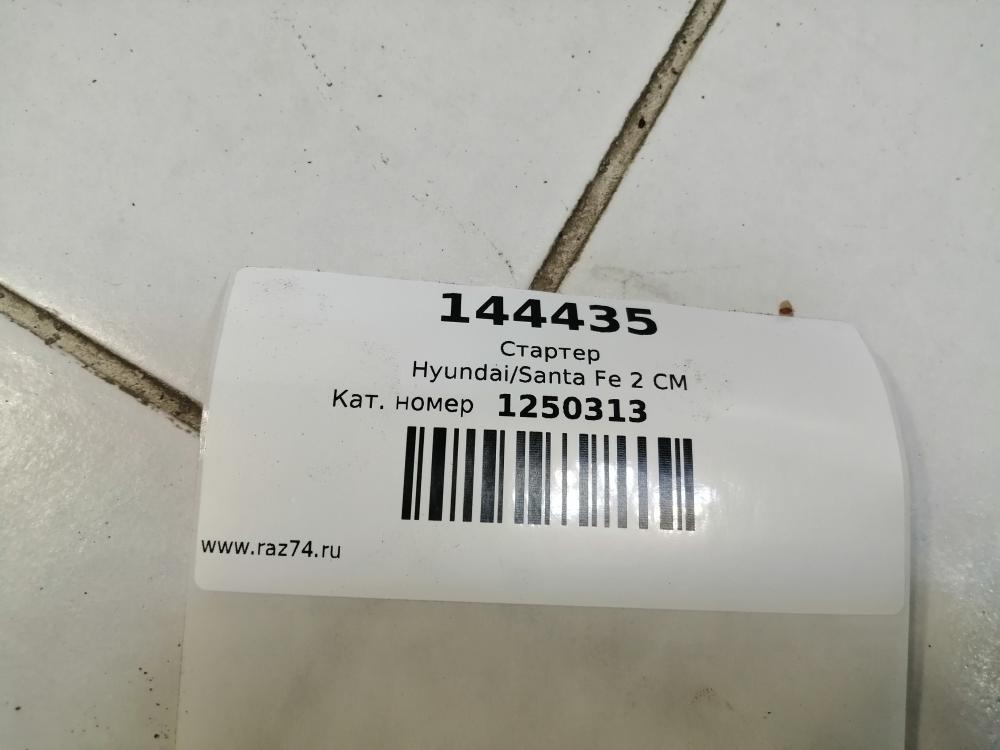 144435
Стартер
Hyundai/Santa Fe 2 CM
Кат. номер 1250313
www.raz74.ru